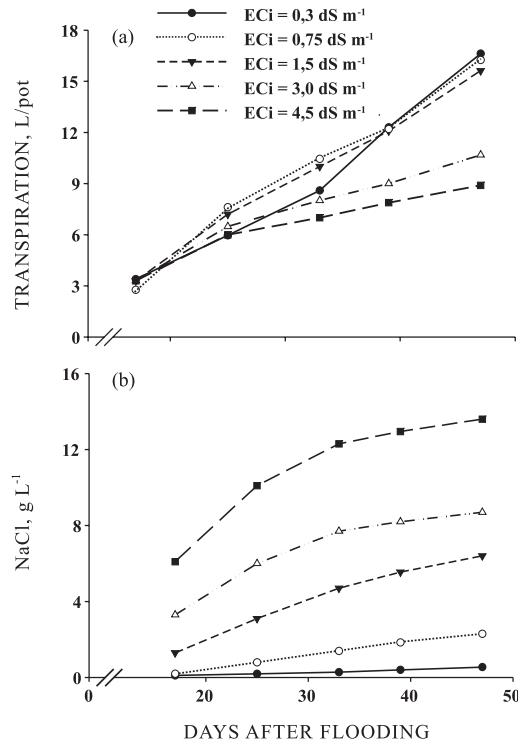 ECi = 0,3 dS m⁻¹
ECi = 0,75 dS m⁻¹
ECi = 1,5 dS m⁻¹
ECi = 3,0 dS m⁻¹
ECi = 4,5 dS m⁻¹
(a)
18
15
12
9
6
3
0
TRANSPIRATION, L/pot
(b)
16
12
8
4
0
NaCl, g L⁻¹
0 20 30 40 50
DAYS AFTER FLOODING